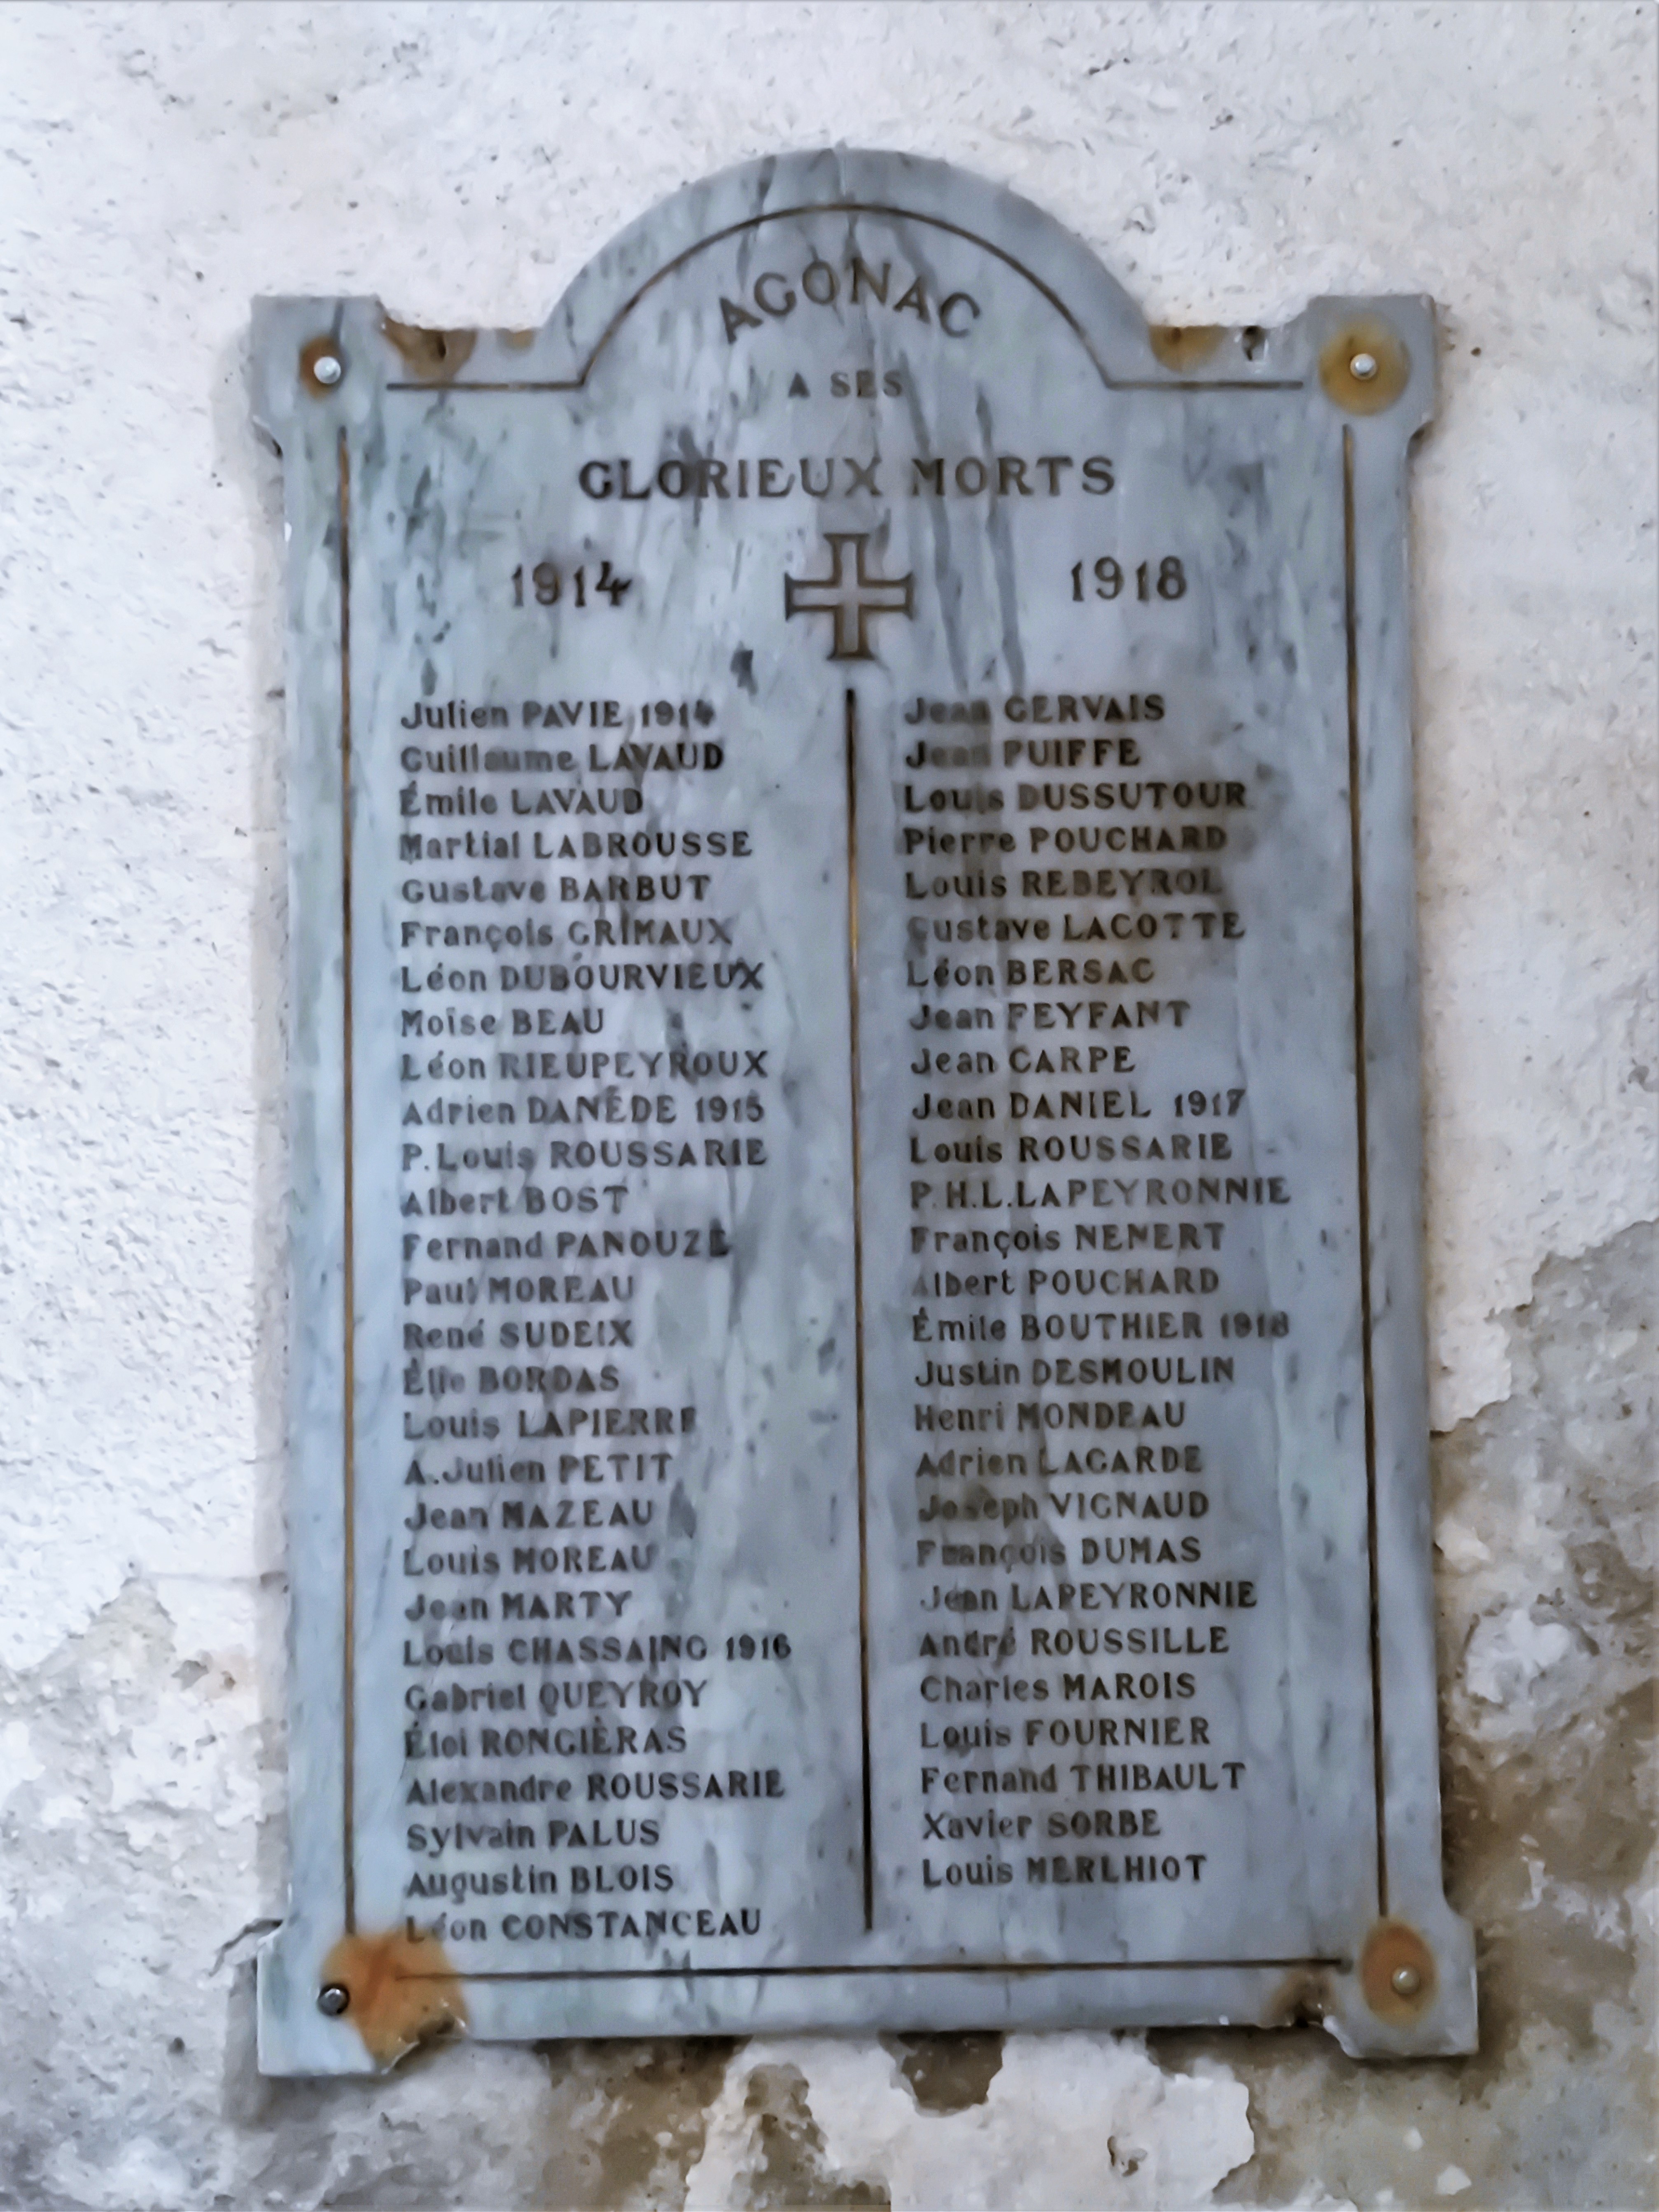 AGONAC
A SES
GLORIEUX MORTS
1914 1918
Julien PAVIE 1914
Guillaume LAVAUD
Émile LAVAUD
Martial LABROUSSE
Gustave BARBUT
François GRIMAUX
Léon DUBOURVIEUX
Moïse BEAU
Léon RIEUPEYROUX
Adrien DANÈDE 1915
P. Louis ROUSSARIE
Albert BOST
Fernand PANOUZE
Paul MOREAU
René SUDEIX
Élie BORDAS
Louis LAPIERRE
A. Julien PETIT
Jean MAZEAU
Louis MOREAU
Jean MARTY
Louis CHASSAING 1916
Gabriel QUEYROY
Éloi RONGIÈRAS
Alexandre ROUSSARIE
Sylvain PALUS
Augustin BLOIS
Léon CONSTANCEAU
Jean GERVAIS
Jean PUIFFE
Louis DUSSUTOUR
Pierre POUCHARD
Louis REBEYROL
Gustave LACOTTE
Léon BERSAC
Jean FEYFANT
Jean CARPE
Jean DANIEL 1917
Louis ROUSSARIE
P.H.L. LAPEYRONNIE
François NENERT
Albert POUCHARD
Émile BOUTHIER 1918
Justin DESMOULIN
Henri MONDEAU
Adrien LAGARDE
Joseph VIGNAUD
François DUMAS
Jean LAPEYRONNIE
André ROUSSILLE
Charles MAROIS
Louis FOURNIER
Fernand THIBAULT
Xavier SORBE
Louis MERLHIOT